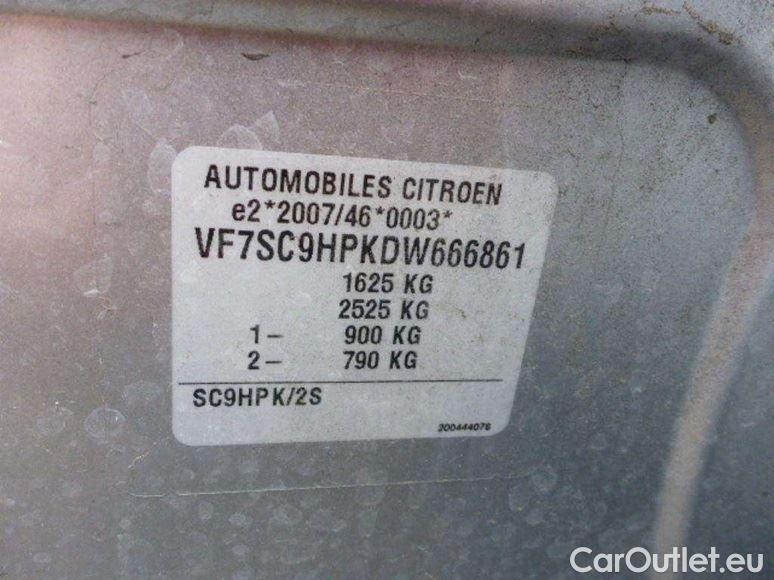 AUTOMOBILES CITROEN
e2*2007/46*0003*
VF7SC9HPKDW666861
1625 KG
2525 KG
1- 900 KG
2- 790 KG
SC9HPK/2S
200444076
CarOutlet.eu